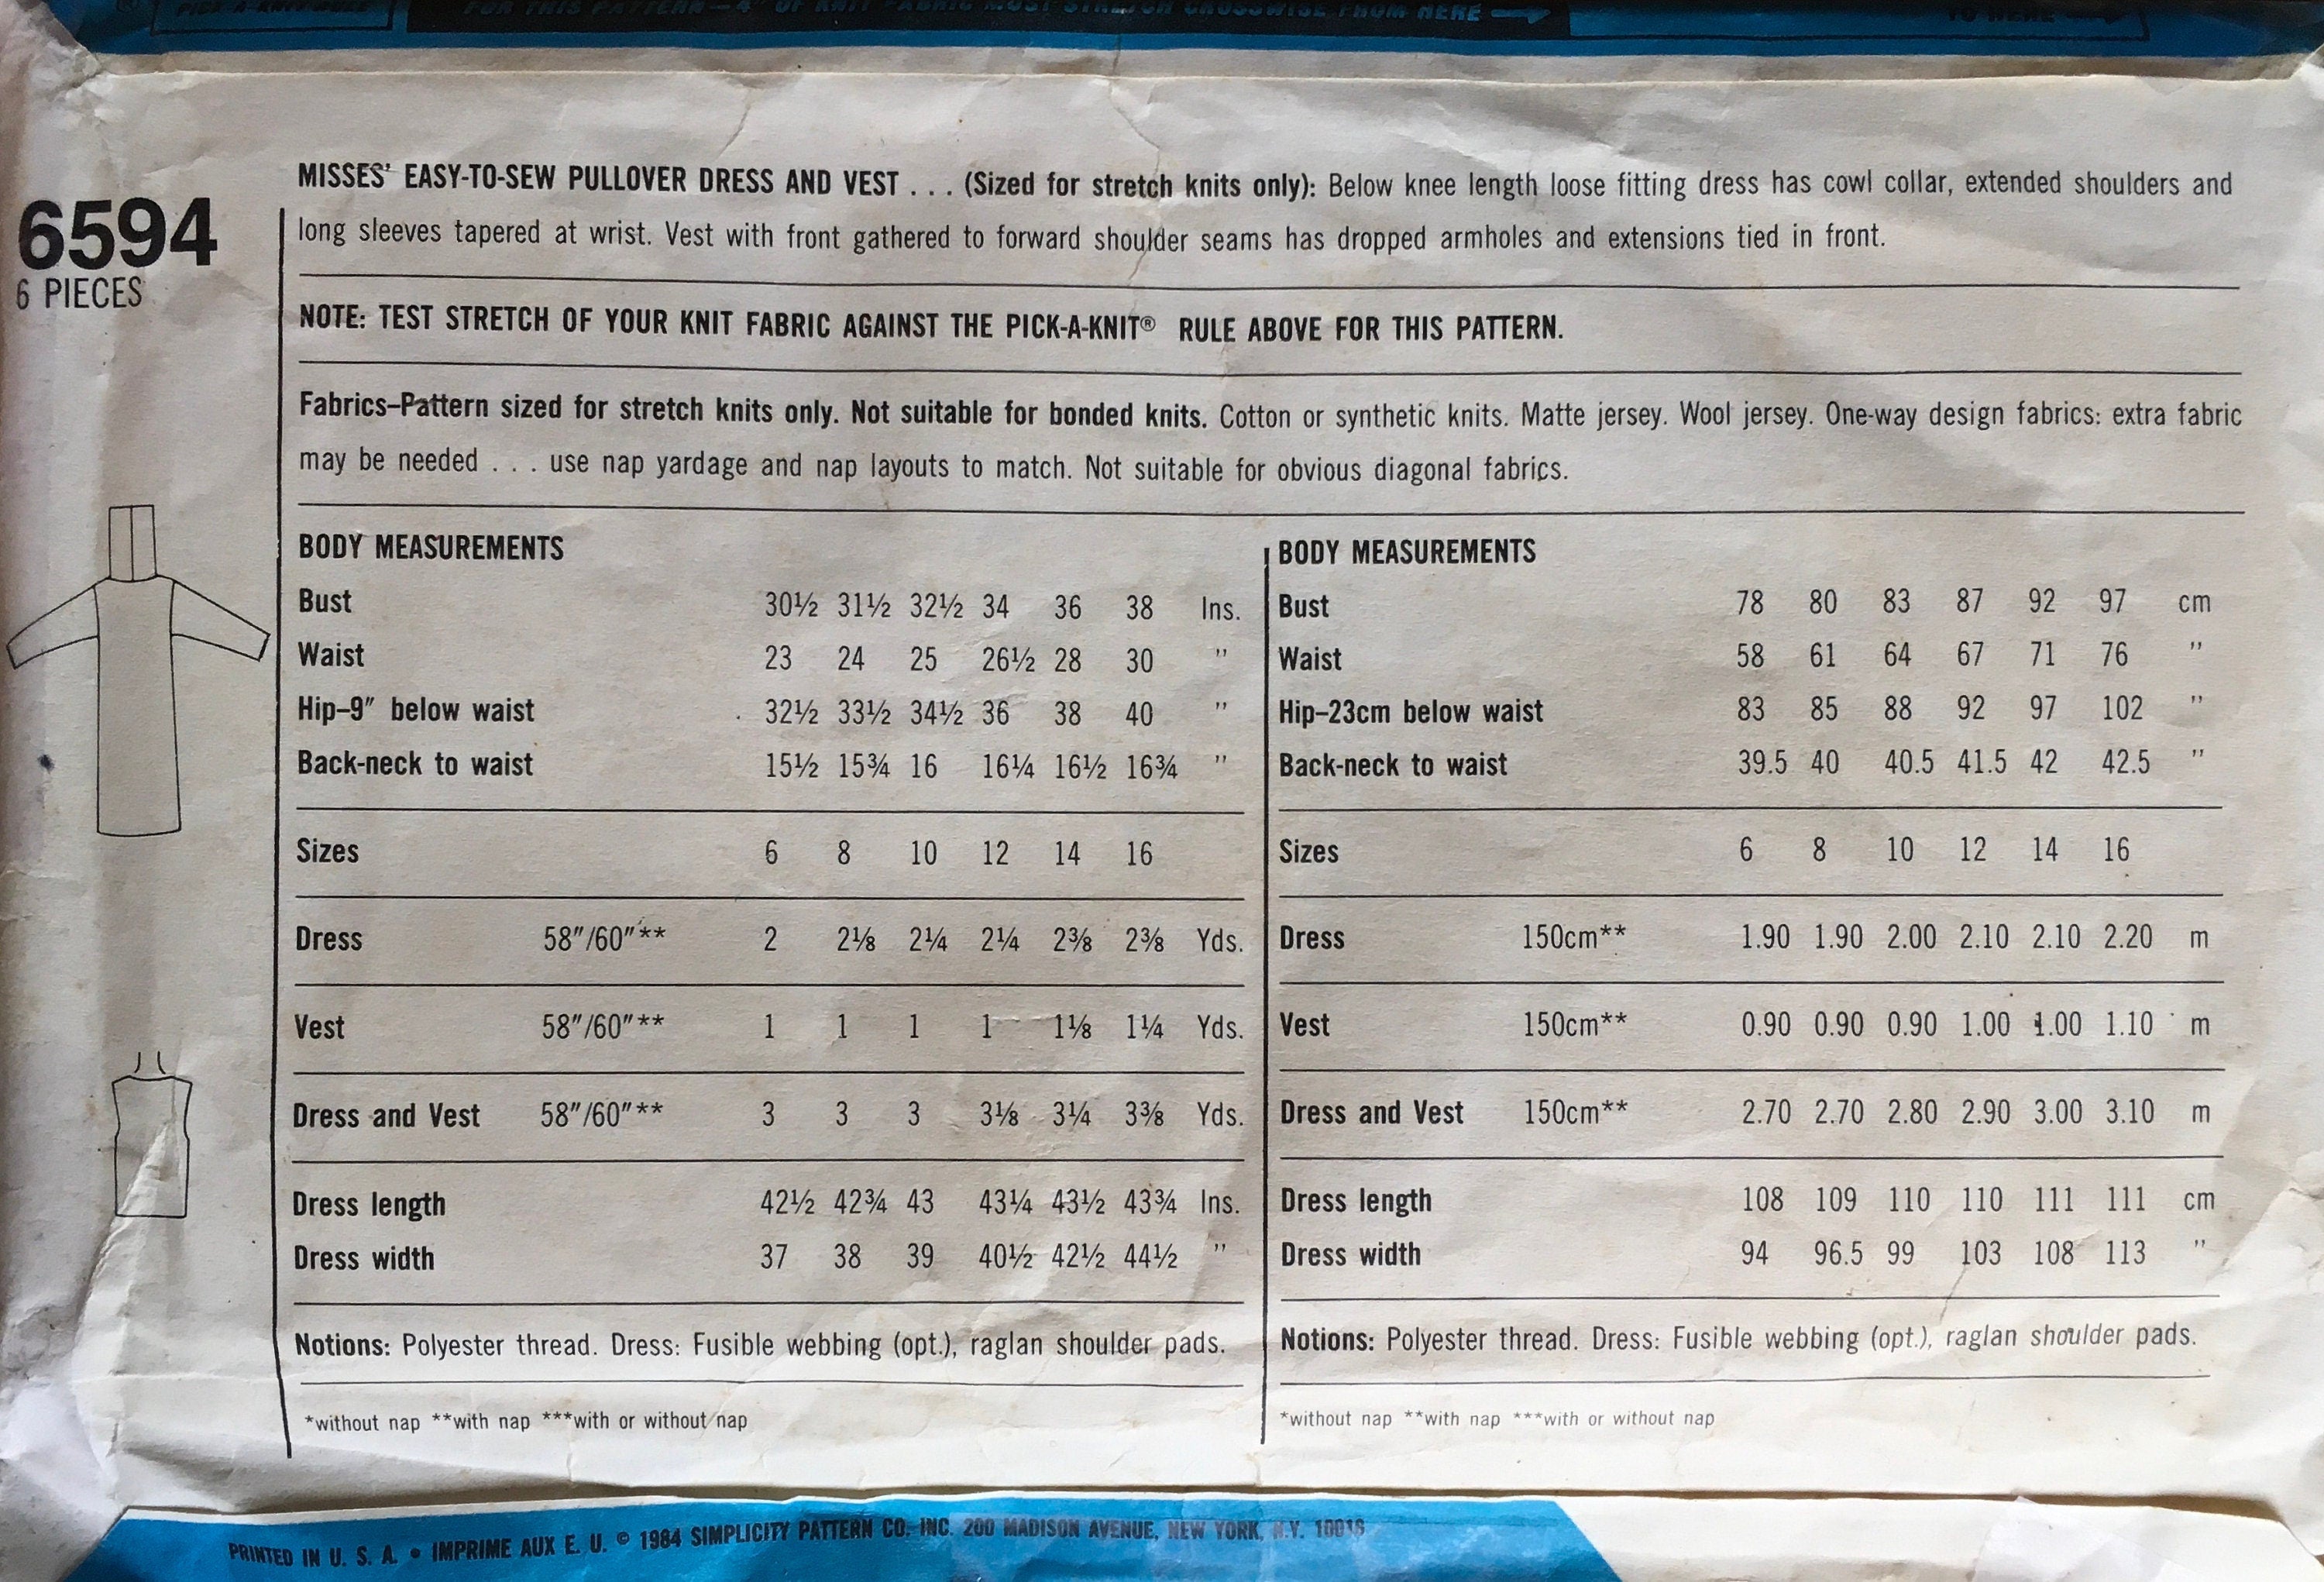 PICK-A-KNIT RULE
FOR THIS PATTERN—4" OF KNIT FABRIC MUST STRETCH CROSSWISE FROM HERE
TO HERE
6594
6 PIECES
MISSES' EASY-TO-SEW PULLOVER DRESS AND VEST . . . (Sized for stretch knits only): Below knee length loose fitting dress has cowl collar, extended shoulders and
long sleeves tapered at wrist. Vest with front gathered to forward shoulder seams has dropped armholes and extensions tied in front.
NOTE: TEST STRETCH OF YOUR KNIT FABRIC AGAINST THE PICK-A-KNIT® RULE ABOVE FOR THIS PATTERN.
Fabrics–Pattern sized for stretch knits only. Not suitable for bonded knits. Cotton or synthetic knits. Matte jersey. Wool jersey. One-way design fabrics: extra fabric
may be needed . . . use nap yardage and nap layouts to match. Not suitable for obvious diagonal fabrics.
BODY MEASUREMENTS
Bust 30½ 31½ 32½ 34 36 38 Ins.
Waist 23 24 25 26½ 28 30 "
Hip–9" below waist 32½ 33½ 34½ 36 38 40 "
Back-neck to waist 15½ 15¾ 16 16¼ 16½ 16¾ "
Sizes 6 8 10 12 14 16
Dress 58"/60"** 2 2⅛ 2¼ 2¼ 2⅜ 2⅜ Yds.
Vest 58"/60"** 1 1 1 1 1⅛ 1¼ Yds.
Dress and Vest 58"/60"** 3 3 3 3⅛ 3¼ 3⅜ Yds.
Dress length 42½ 42¾ 43 43¼ 43½ 43¾ Ins.
Dress width 37 38 39 40½ 42½ 44½ "
Notions: Polyester thread. Dress: Fusible webbing (opt.), raglan shoulder pads.
*without nap **with nap ***with or without nap
BODY MEASUREMENTS
Bust 78 80 83 87 92 97 cm
Waist 58 61 64 67 71 76 "
Hip–23cm below waist 83 85 88 92 97 102 "
Back-neck to waist 39.5 40 40.5 41.5 42 42.5 "
Sizes 6 8 10 12 14 16
Dress 150cm** 1.90 1.90 2.00 2.10 2.10 2.20 m
Vest 150cm** 0.90 0.90 0.90 1.00 1.00 1.10 m
Dress and Vest 150cm** 2.70 2.70 2.80 2.90 3.00 3.10 m
Dress length 108 109 110 110 111 111 cm
Dress width 94 96.5 99 103 108 113 "
Notions: Polyester thread. Dress: Fusible webbing (opt.), raglan shoulder pads.
*without nap **with nap ***with or without nap
PRINTED IN U. S. A. • IMPRIME AUX E. U. © 1984 SIMPLICITY PATTERN CO. INC. 200 MADISON AVENUE, NEW YORK, N.Y. 10016